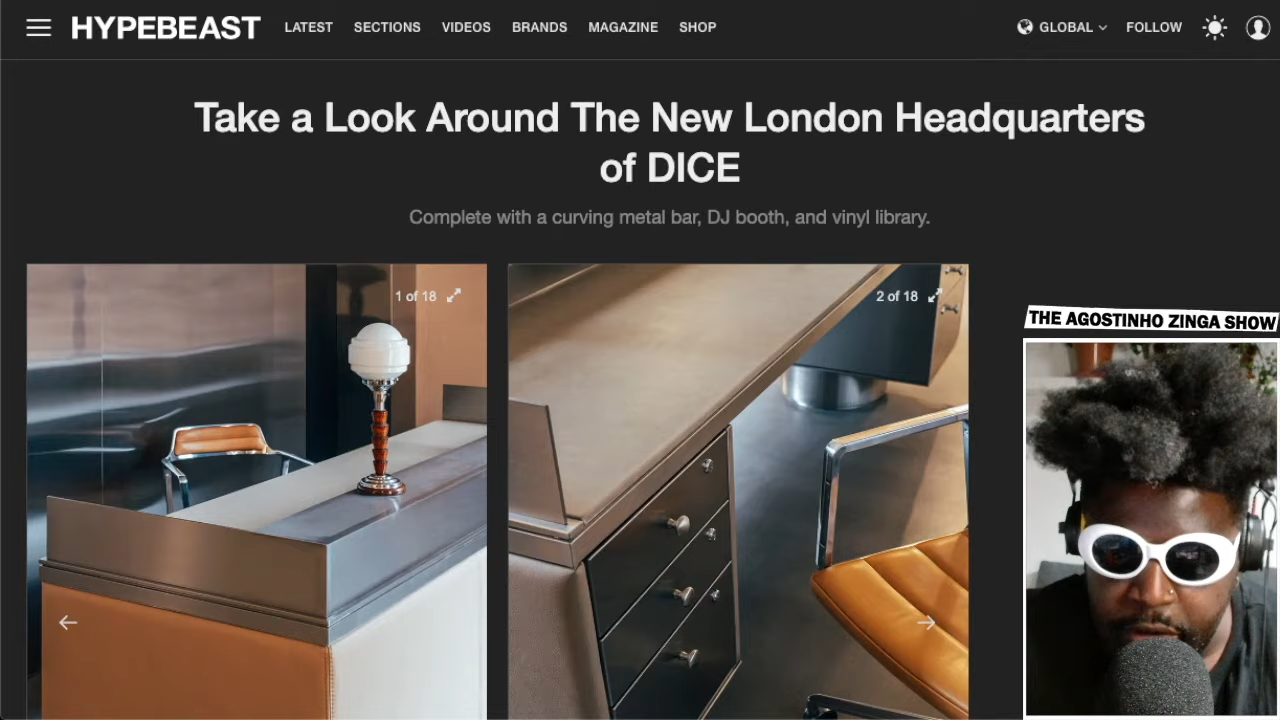 HYPEBEAST LATEST SECTIONS VIDEOS BRANDS MAGAZINE SHOP GLOBAL FOLLOW
Take a Look Around The New London Headquarters
of DICE
Complete with a curving metal bar, DJ booth, and vinyl library.
1 of 18
2 of 18
THE AGOSTINHO ZINGA SHOW